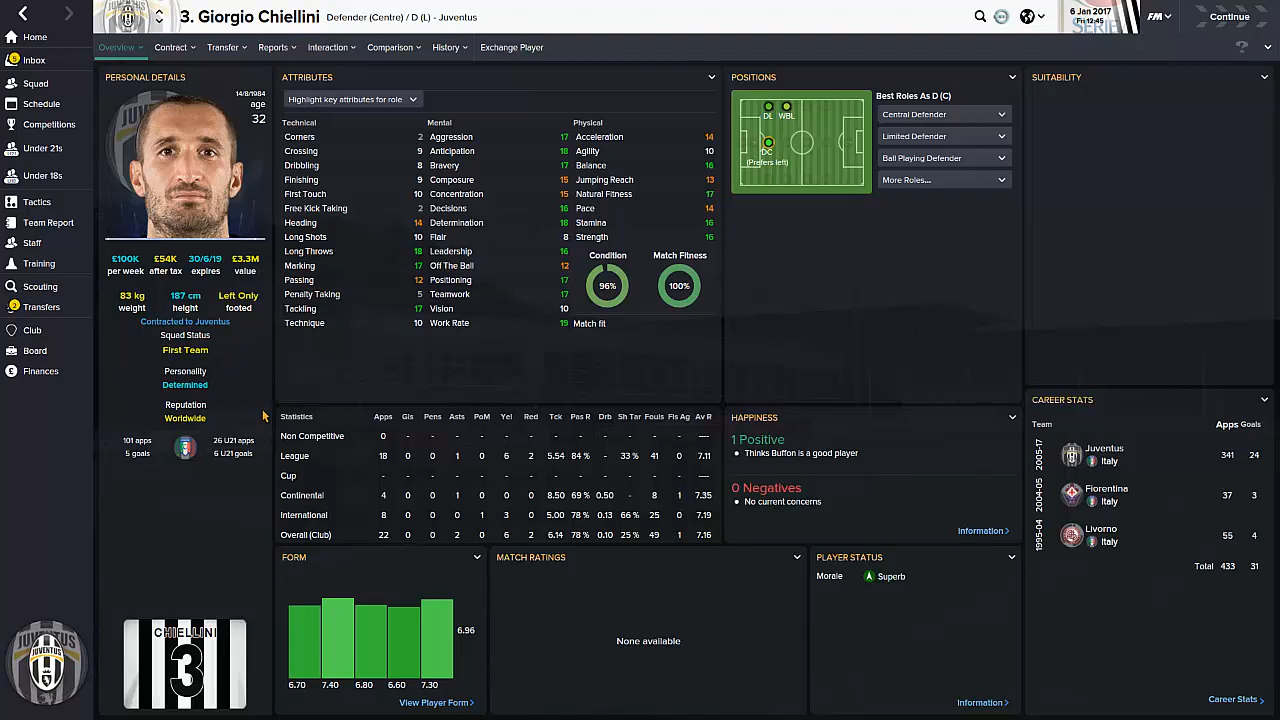 3. Giorgio Chiellini Defender (Centre) / D (L) - Juventus
6 Jan 2017
Fri 12:45
FM
Continue
Home
Overview Contract Transfer Reports Interaction Comparison History Exchange Player
Inbox
Squad
Schedule
Competitions
Under 21s
Under 18s
Tactics
Team Report
Staff
Training
Scouting
2
Transfers
Club
Board
Finances
PERSONAL DETAILS
14/8/1984
age
32
£100K £54K 30/6/19 £3.3M
per week after tax expires value
83 kg 187 cm Left Only
weight height footed
Contracted to Juventus
Squad Status
First Team
Personality
Determined
Reputation
Worldwide
101 apps 26 U21 apps
5 goals 6 U21 goals
CHIELLINI
3
JUVENTUS
ATTRIBUTES
Highlight key attributes for role
Technical Mental Physical
Corners 2 Aggression 17 Acceleration 14
Crossing 9 Anticipation 18 Agility 10
Dribbling 8 Bravery 17 Balance 16
Finishing 9 Composure 15 Jumping Reach 13
First Touch 10 Concentration 15 Natural Fitness 17
Free Kick Taking 2 Decisions 16 Pace 14
Heading 14 Determination 18 Stamina 16
Long Shots 10 Flair 8 Strength 16
Long Throws 18 Leadership 16
Marking 17 Off The Ball 12
Passing 12 Positioning 17
Penalty Taking 5 Teamwork 17
Tackling 17 Vision 10
Technique 10 Work Rate 19
Condition Match Fitness
96% 100%
Match fit
POSITIONS
DL WBL
DC
(Prefers left)
Best Roles As D (C)
Central Defender
Limited Defender
Ball Playing Defender
More Roles...
SUITABILITY
Statistics Apps Gls Pens Asts PoM Yel Red Tck Pas R Drb Sh Tar Fouls Fls Ag Av R
Non Competitive 0 - - - - - - - - - - - - ---
League 18 - - 1 0 6 2 5.54 84 % - 33 % 41 0 7.11
Cup - - - - - - - - - - - - - ---
Continental 4 0 0 1 0 0 0 8.50 69 % 0.50 - 8 1 7.35
International 8 0 0 0 1 3 0 5.00 78 % 0.13 66 % 25 0 7.19
Overall (Club) 22 0 0 2 0 6 2 6.14 78 % 0.10 25 % 49 1 7.16
HAPPINESS
1 Positive
Thinks Buffon is a good player
0 Negatives
No current concerns
Information >
CAREER STATS
Team Apps Goals
2005-17 Juventus 341 24
Italy
2004-05 Fiorentina 37 3
Italy
1995-04 Livorno 55 4
Italy
Total 433 31
Career Stats >
FORM
6.96
6.70 7.40 6.80 6.60 7.30
View Player Form >
MATCH RATINGS
None available
PLAYER STATUS
Morale Superb
Information >